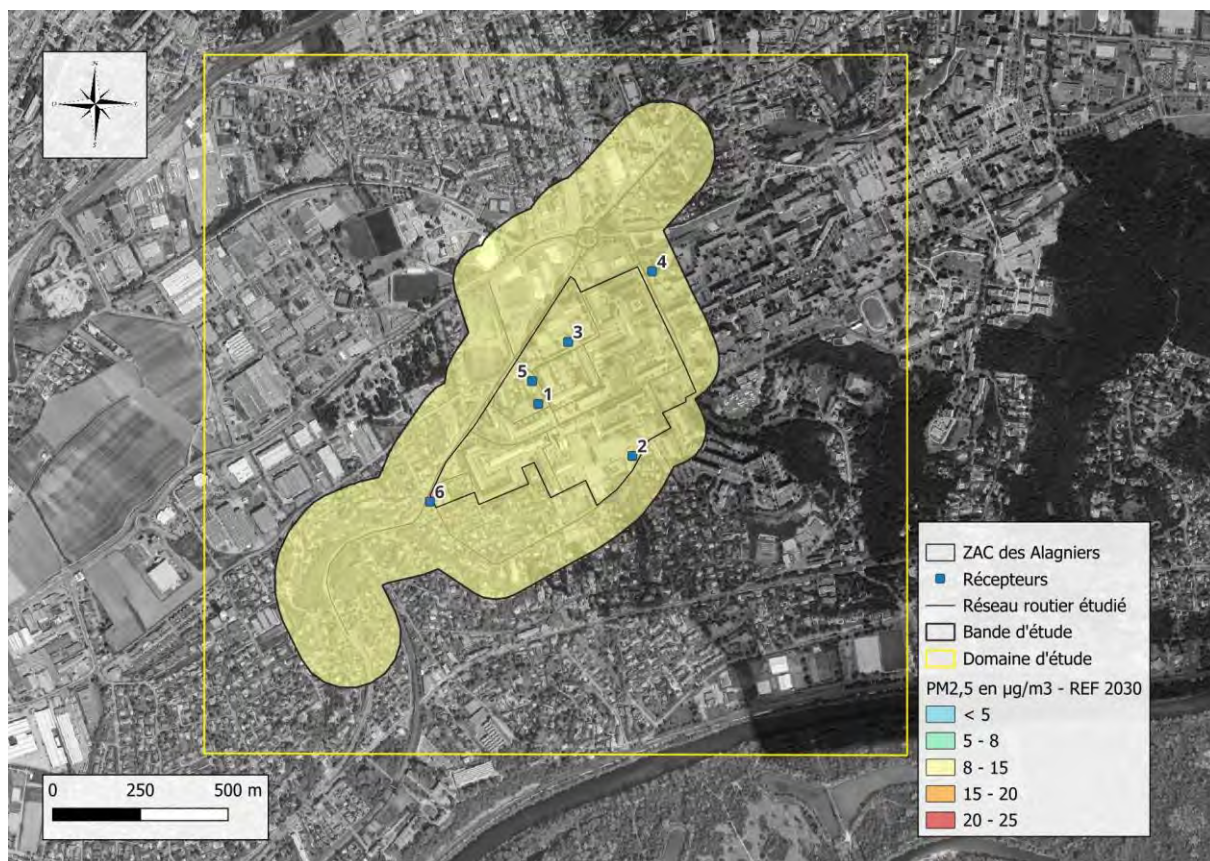 N
O
E
S
4
3
5
1
2
6
ZAC des Alagniers
Récepteurs
Réseau routier étudié
Bande d'étude
Domaine d'étude
PM2,5 en µg/m3 - REF 2030
< 5
5 - 8
8 - 15
15 - 20
20 - 25
0 250 500 m